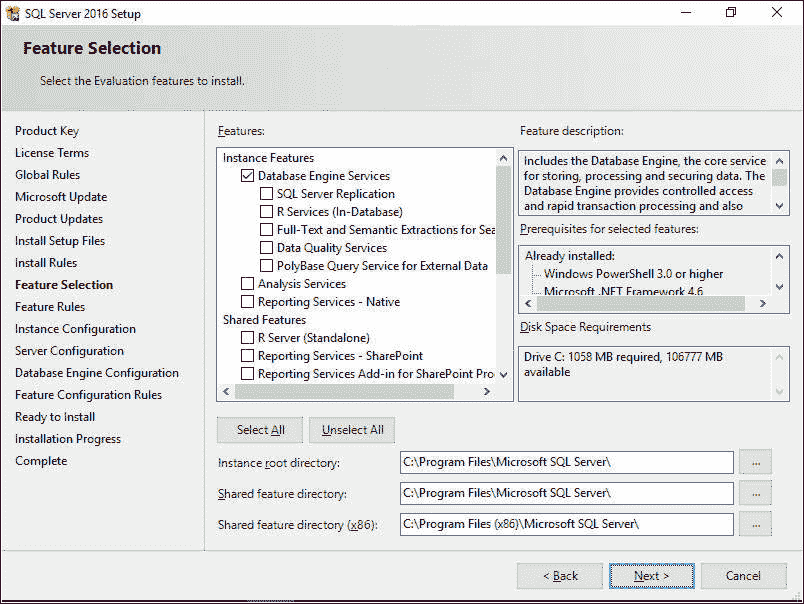 SQL Server 2016 Setup
Feature Selection
Select the Evaluation features to install.
Product Key
License Terms
Global Rules
Microsoft Update
Product Updates
Install Setup Files
Install Rules
Feature Selection
Feature Rules
Instance Configuration
Server Configuration
Database Engine Configuration
Feature Configuration Rules
Ready to Install
Installation Progress
Complete
Features:
Instance Features
Database Engine Services
SQL Server Replication
R Services (In-Database)
Full-Text and Semantic Extractions for Sea
Data Quality Services
PolyBase Query Service for External Data
Analysis Services
Reporting Services - Native
Shared Features
R Server (Standalone)
Reporting Services - SharePoint
Reporting Services Add-in for SharePoint Pro
Feature description:
Includes the Database Engine, the core service
for storing, processing and securing data. The
Database Engine provides controlled access
and rapid transaction processing and also
Prerequisites for selected features:
Already installed:
Windows PowerShell 3.0 or higher
Microsoft .NET Framework 4.6
Disk Space Requirements
Drive C: 1058 MB required, 106777 MB
available
Select All
Unselect All
Instance root directory:
C:\Program Files\Microsoft SQL Server\
...
Shared feature directory:
C:\Program Files\Microsoft SQL Server\
...
Shared feature directory (x86):
C:\Program Files (x86)\Microsoft SQL Server\
...
< Back
Next >
Cancel